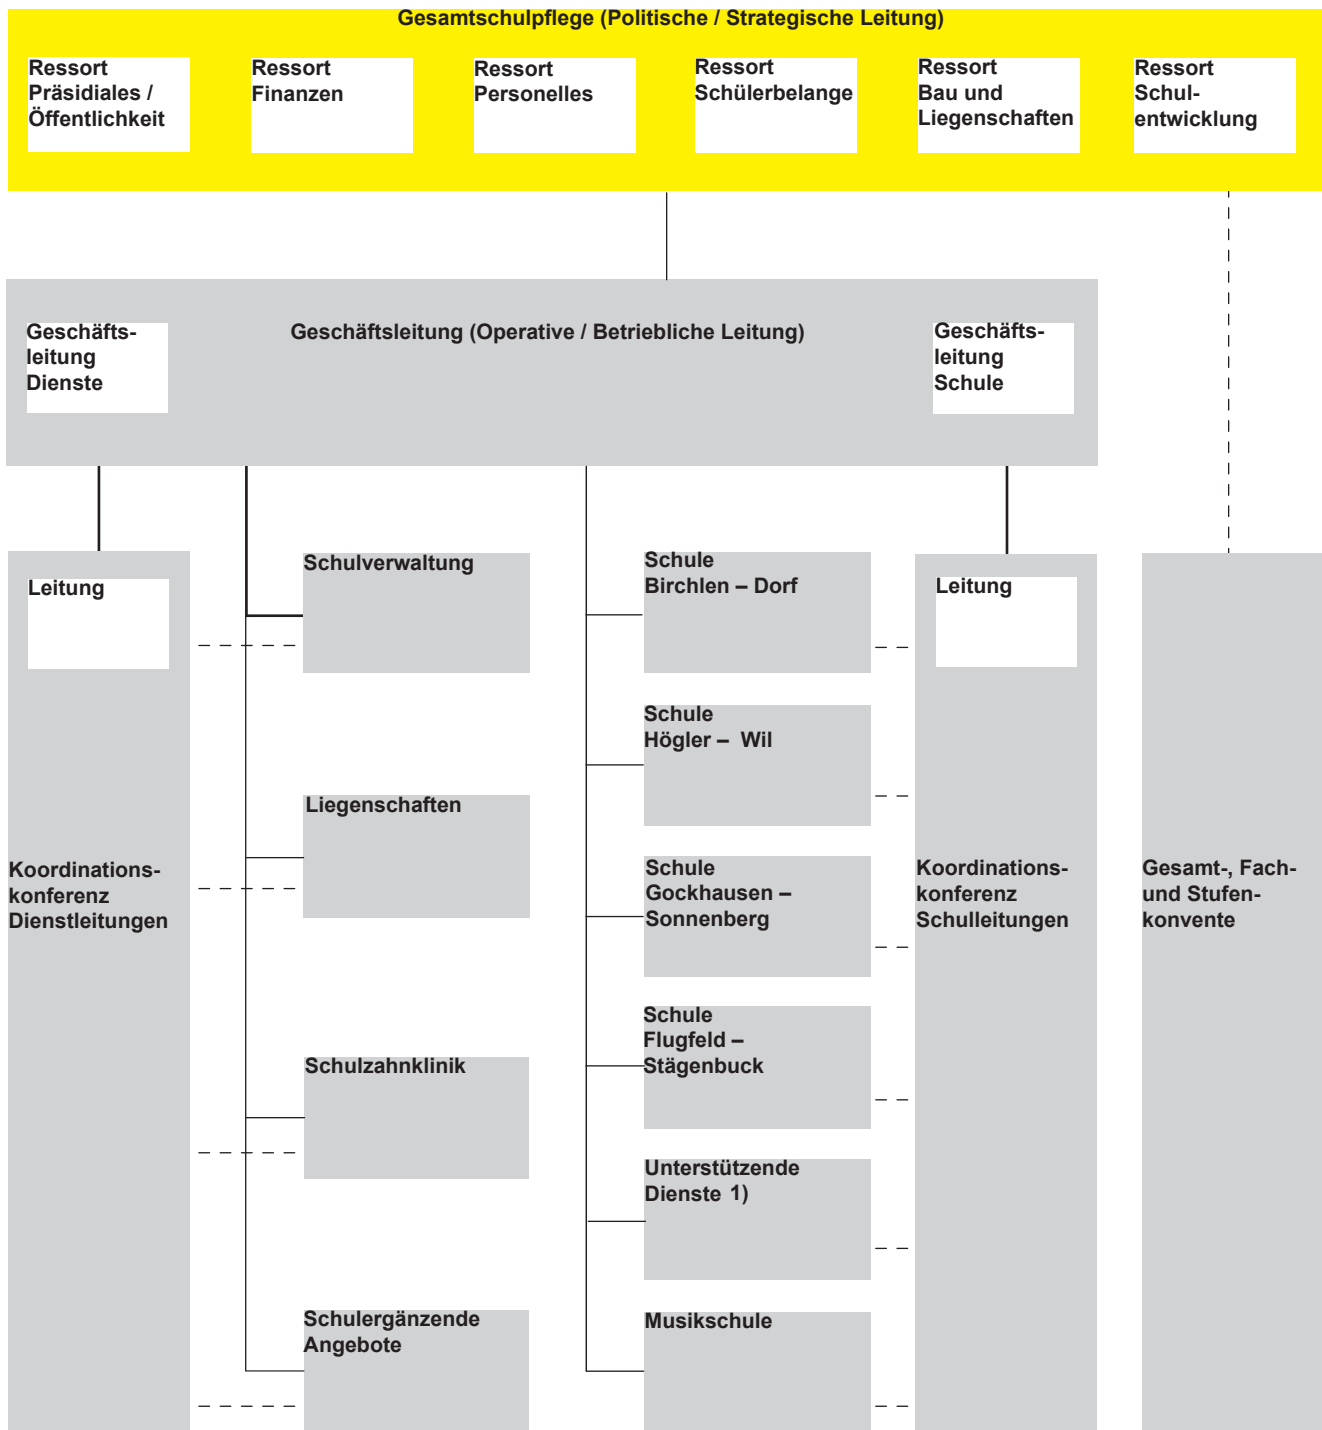 Gesamtschulpflege (Politische / Strategische Leitung)
Ressort
Präsidiales /
Öffentlichkeit
Ressort
Finanzen
Ressort
Personelles
Ressort
Schülerbelange
Ressort
Bau und
Liegenschaften
Ressort
Schul-
entwicklung
Geschäfts-
leitung
Dienste
Geschäftsleitung (Operative / Betriebliche Leitung)
Geschäfts-
leitung
Schule
Leitung
Koordinations-
konferenz
Dienstleitungen
Schulverwaltung
Liegenschaften
Schulzahnklinik
Schulergänzende
Angebote
Schule
Birchlen – Dorf
Schule
Högler – Wil
Schule
Gockhausen –
Sonnenberg
Schule
Flugfeld –
Stägenbuck
Unterstützende
Dienste 1)
Musikschule
Leitung
Koordinations-
konferenz
Schulleitungen
Gesamt-, Fach-
und Stufen-
konvente